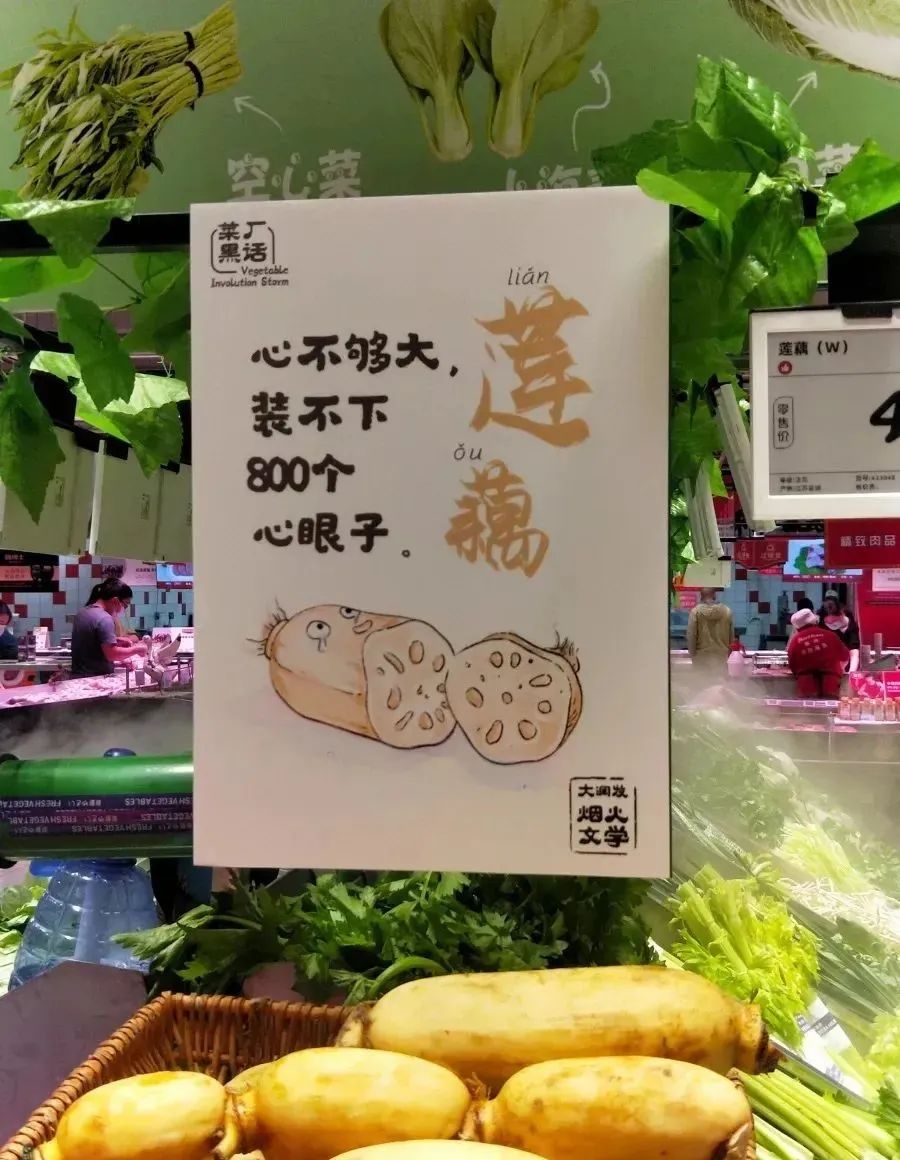 空心菜
菜厂
黑话
Vegetable
Involution Storm
lián
莲
ǒu
藕
心不够大，
装不下
800个
心眼子。
大润发
烟火
文学
莲藕（W）
零售价
精致肉品
FRESH VEGETABLES
FRESH VEGETABLES